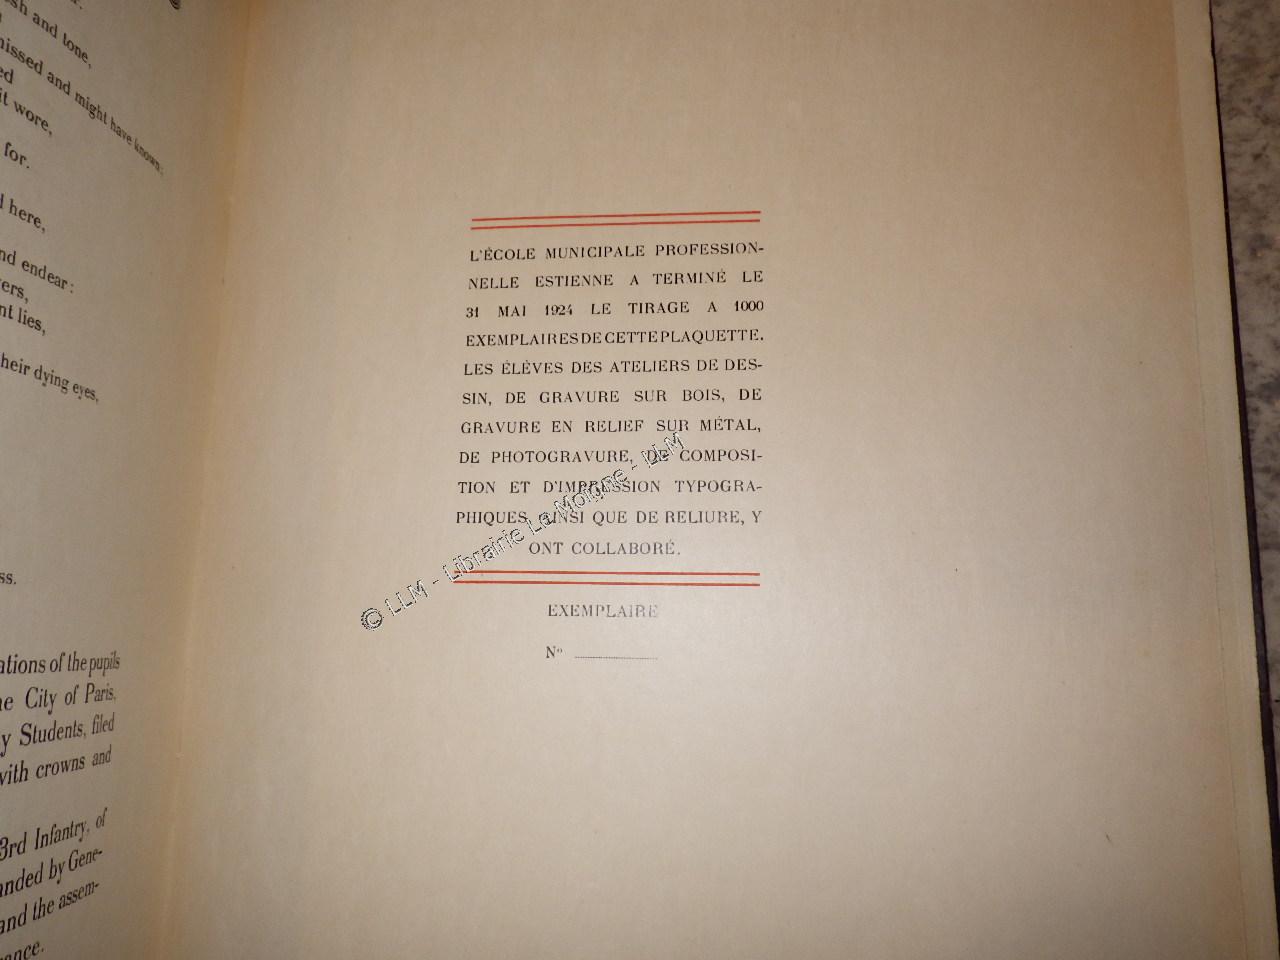 sh and tone,
missed and might have known:
ed
it wore,
for.
here,
nd endear:
ers,
nt lies,
heir dying eyes,
ss.
ations of the pupils
he City of Paris,
y Students, filed
with crowns and
3rd Infantry, of
anded by Gene-
and the assem-
ance.
L'ÉCOLE MUNICIPALE PROFESSION-
NELLE ESTIENNE A TERMINÉ LE
31 MAI 1924 LE TIRAGE A 1000
EXEMPLAIRES DE CETTE PLAQUETTE.
LES ÉLÈVES DES ATELIERS DE DES-
SIN, DE GRAVURE SUR BOIS, DE
GRAVURE EN RELIEF SUR MÉTAL,
DE PHOTOGRAVURE, DE COMPOSI-
TION ET D'IMPRESSION TYPOGRA-
PHIQUES, AINSI QUE DE RELIURE, Y
ONT COLLABORÉ.
EXEMPLAIRE
Nº
© LLM - Librairie Le Moigne - LLM